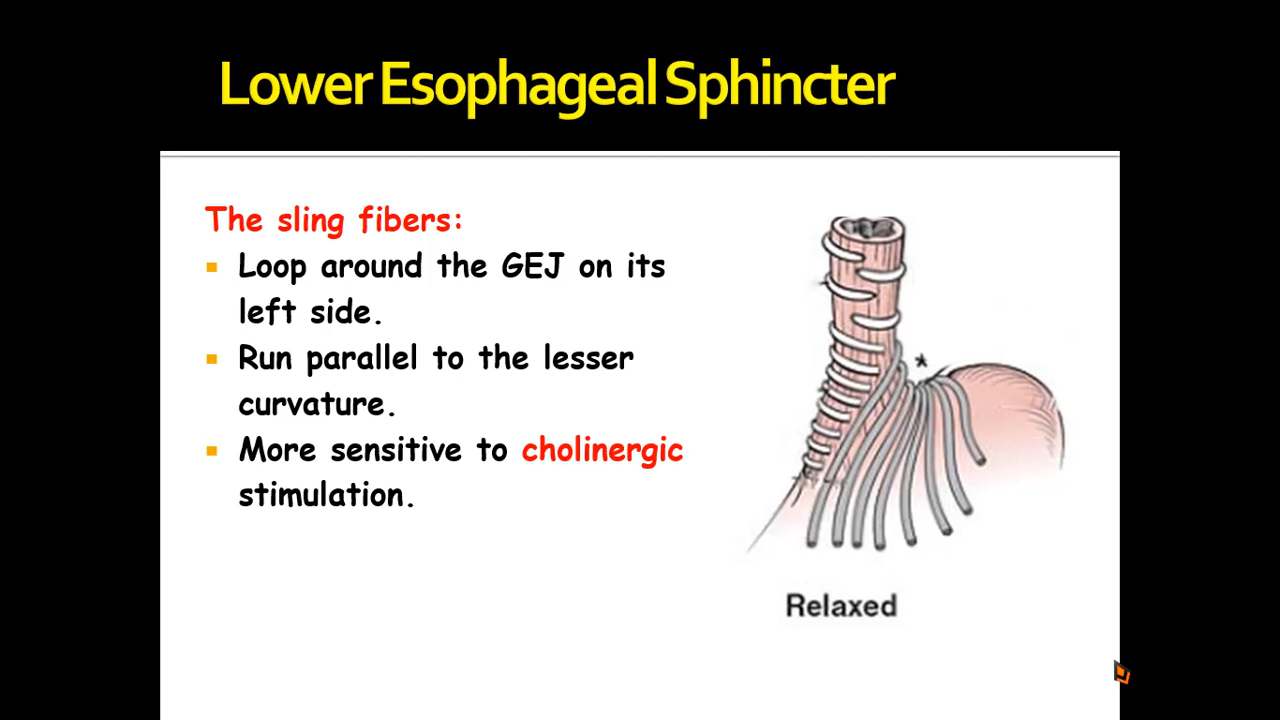 Lower Esophageal Sphincter
The sling fibers:
▪ Loop around the GEJ on its
left side.
▪ Run parallel to the lesser
curvature.
▪ More sensitive to cholinergic
stimulation.
*
Relaxed